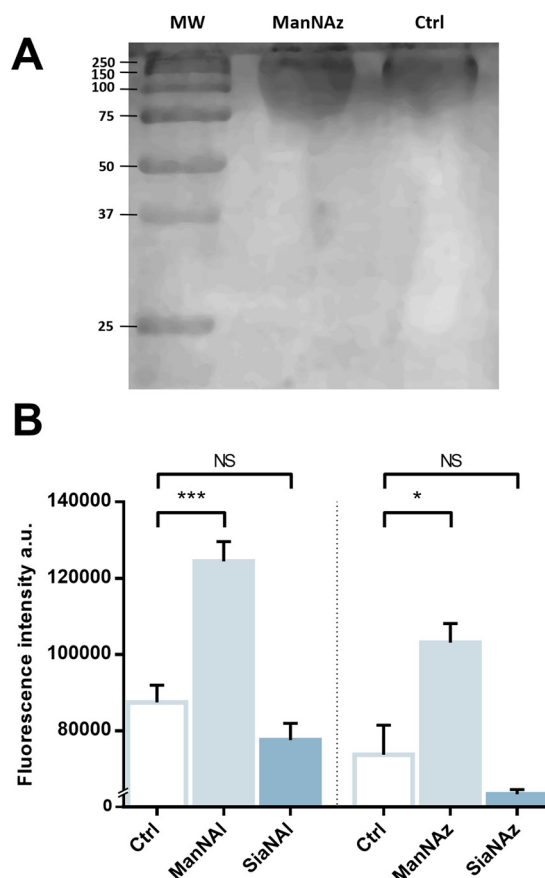 MW ManNAz Ctrl
A
250
150
100
75
50
37
25
B
NS NS
*** *
140000
120000
100000
80000
0
Fluorescence intensity a.u.
Ctrl ManNAl SiaNAl Ctrl ManNAz SiaNAz